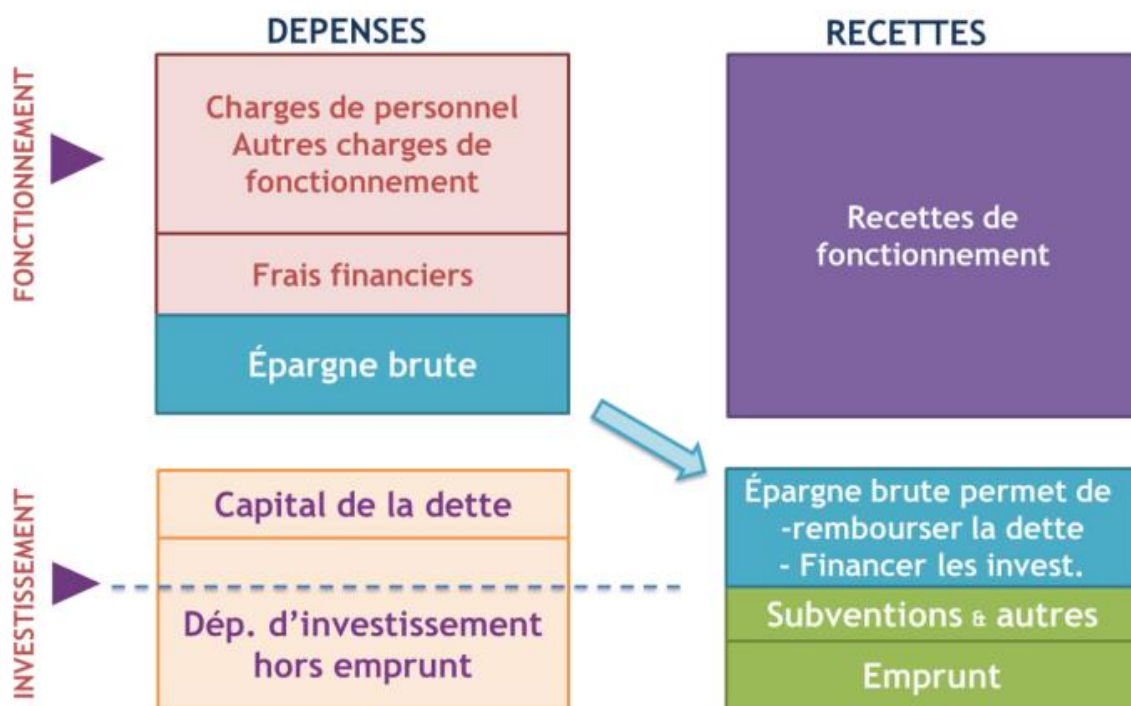 DEPENSES
RECETTES
FONCTIONNEMENT
Charges de personnel
Autres charges de
fonctionnement
Frais financiers
Épargne brute
Recettes de
fonctionnement
INVESTISSEMENT
Capital de la dette
Dép. d'investissement
hors emprunt
Épargne brute permet de
-rembourser la dette
- Financer les invest.
Subventions & autres
Emprunt